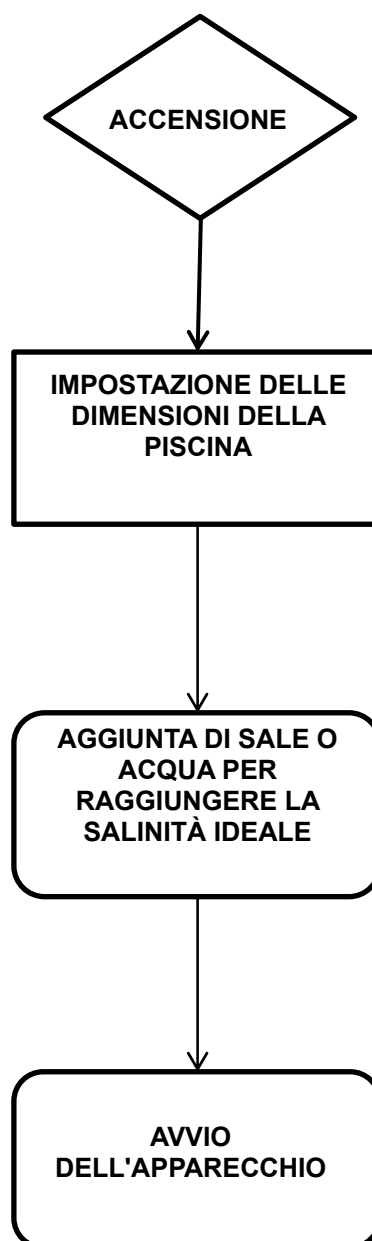 ACCENSIONE
IMPOSTAZIONE DELLE
DIMENSIONI DELLA
PISCINA
AGGIUNTA DI SALE O
ACQUA PER
RAGGIUNGERE LA
SALINITÀ IDEALE
AVVIO
DELL'APPARECCHIO